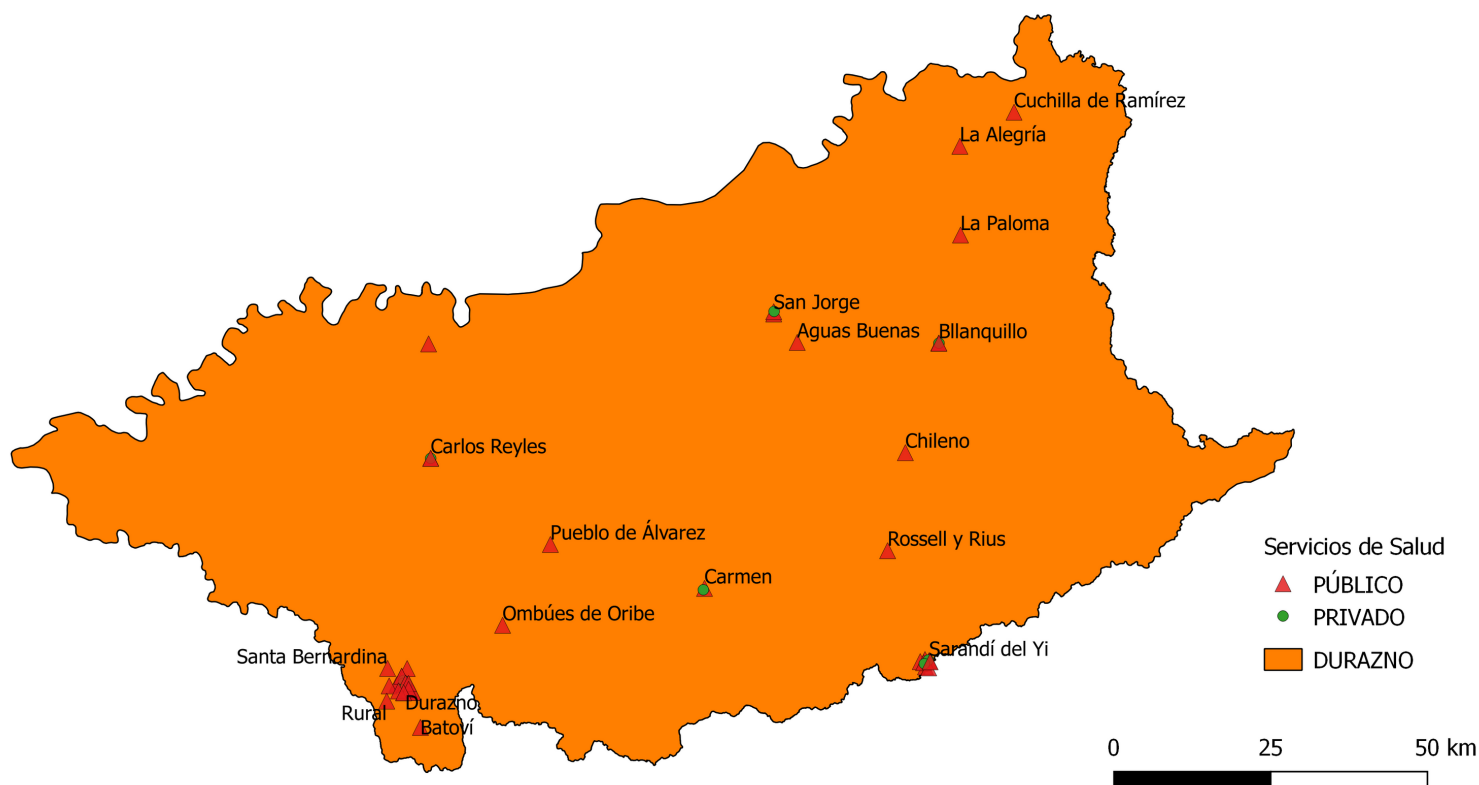 Cuchilla de Ramírez
La Alegría
La Paloma
San Jorge
Aguas Buenas
Bllanquillo
Carlos Reyles
Chileno
Pueblo de Álvarez
Rossell y Rius
Carmen
Ombúes de Oribe
Santa Bernardina
Sarandí del Yi
Durazno
Rural
Batoví
Servicios de Salud
PÚBLICO
PRIVADO
DURAZNO
0 25 50 km